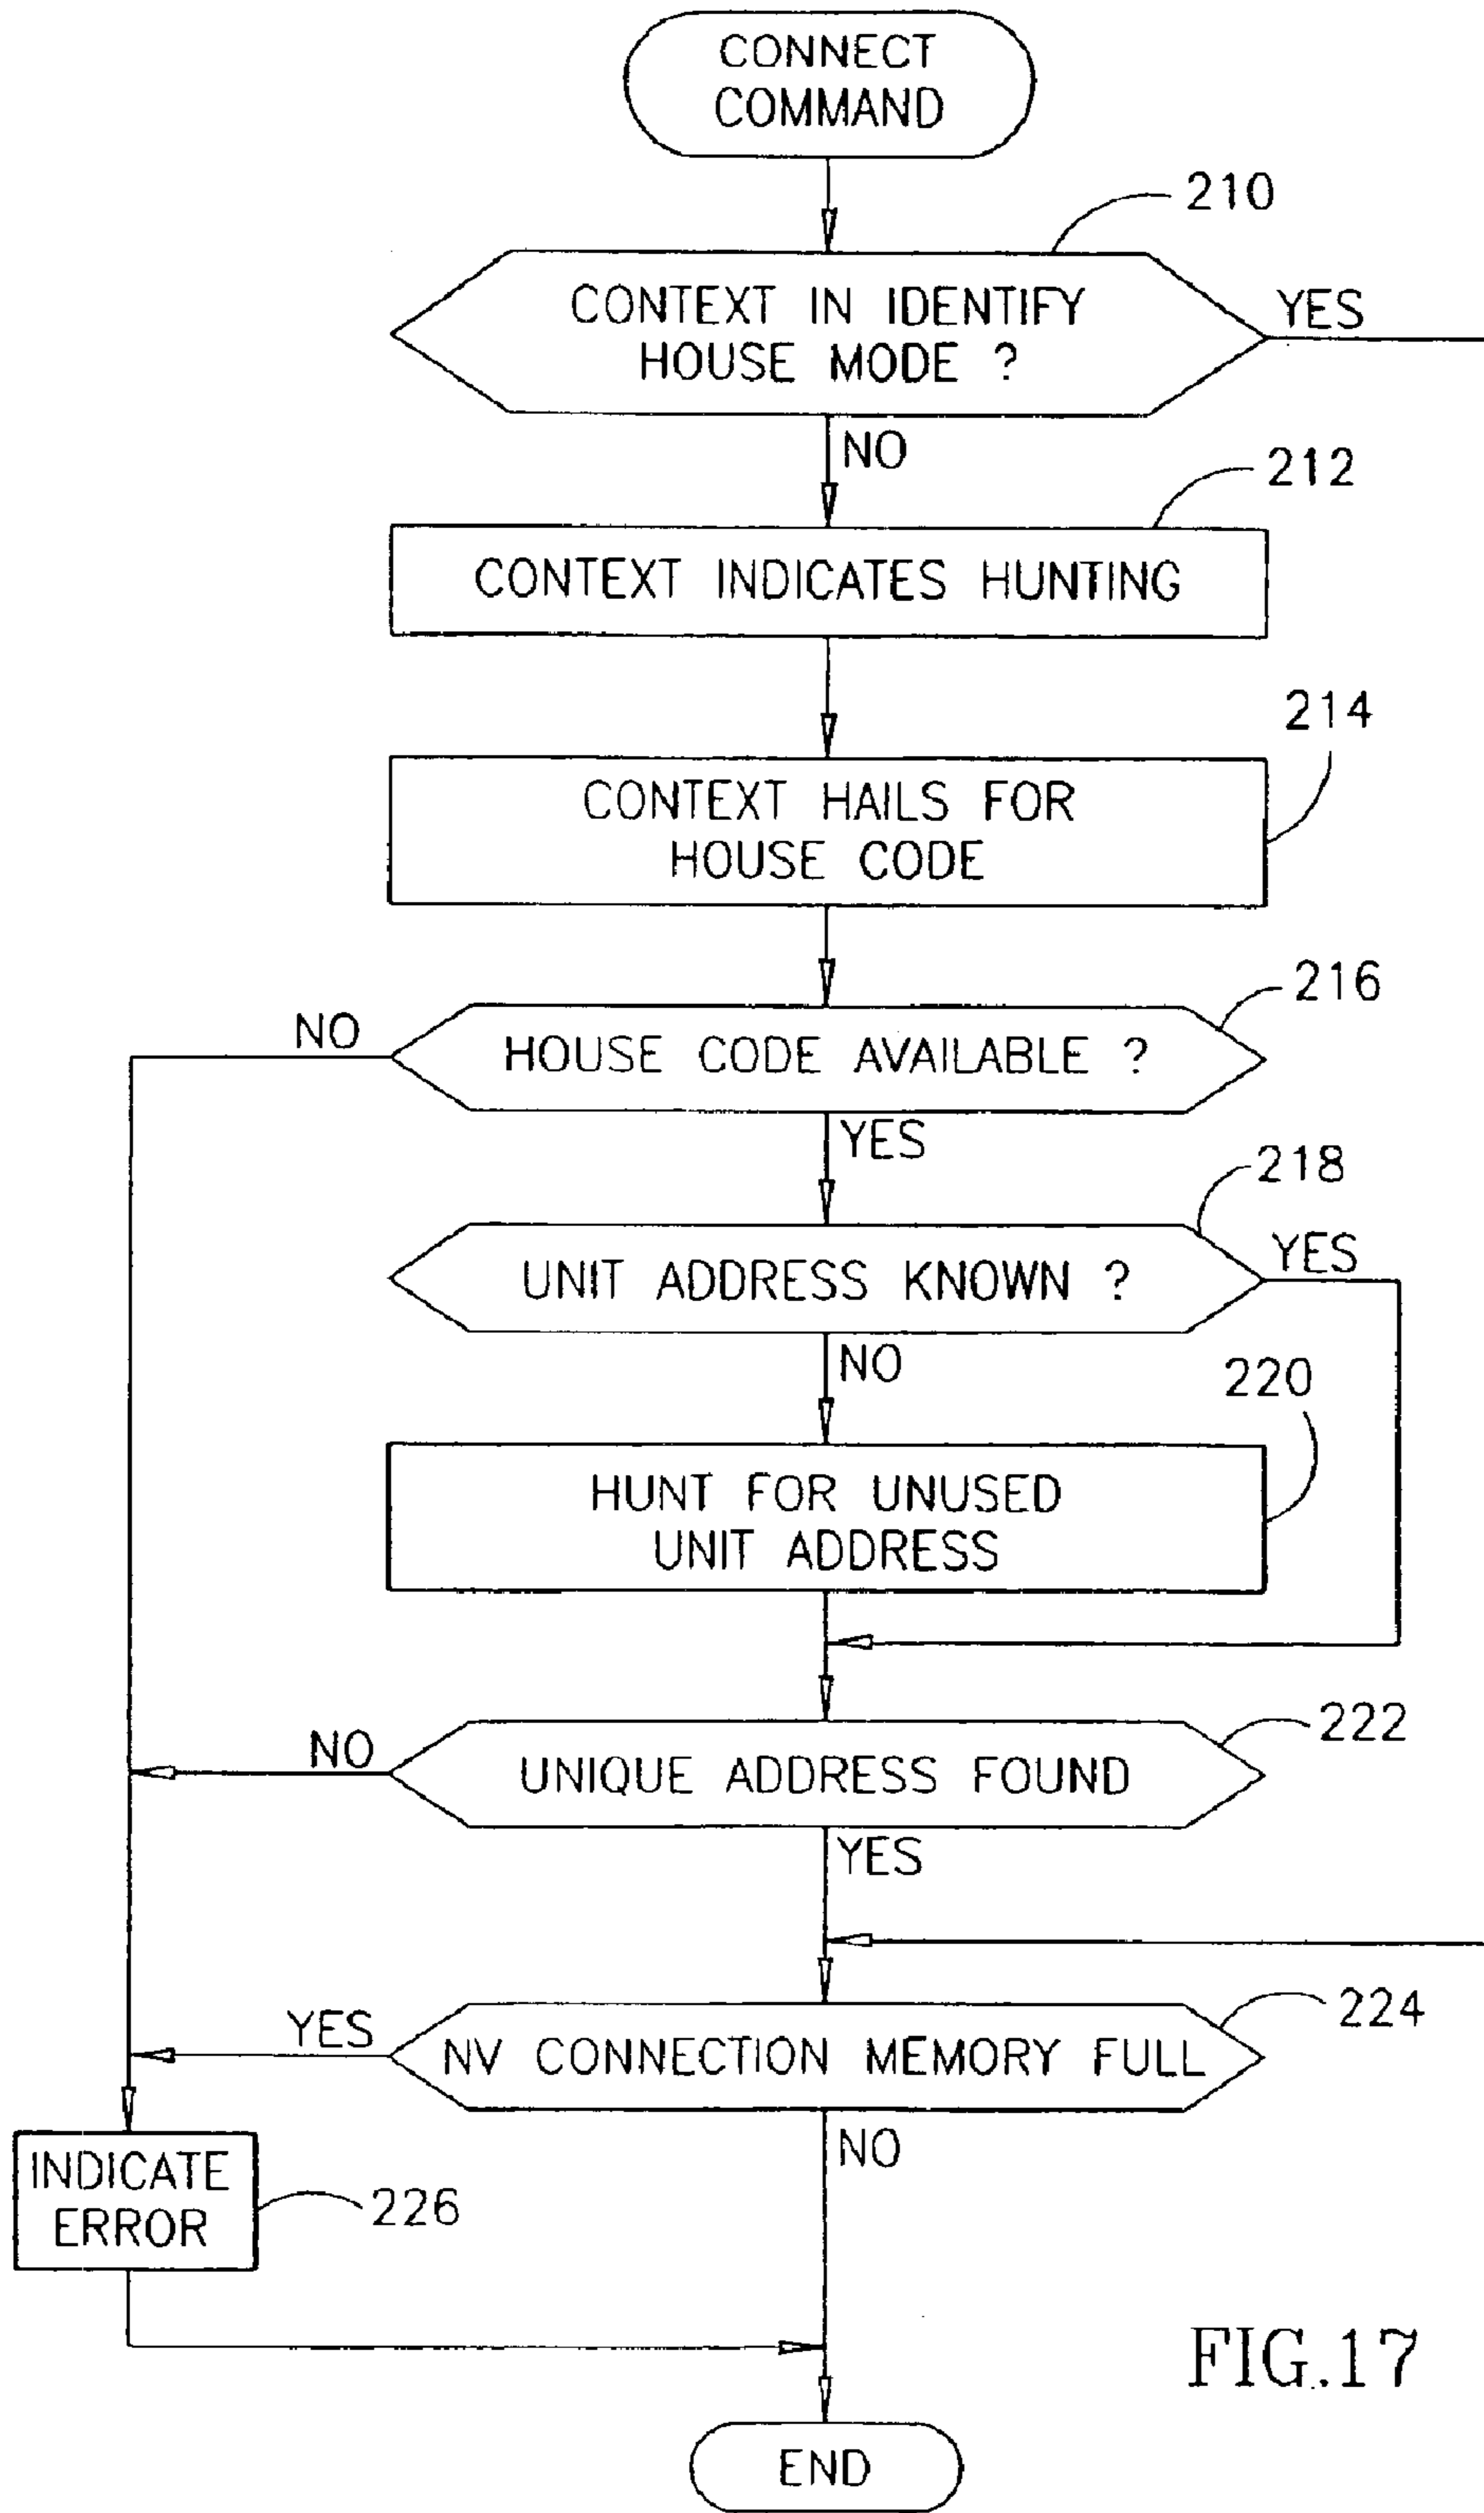 CONNECT
COMMAND
210
CONTEXT IN IDENTIFY
HOUSE MODE ?
YES
NO
212
CONTEXT INDICATES HUNTING
214
CONTEXT HAILS FOR
HOUSE CODE
216
NO
HOUSE CODE AVAILABLE ?
YES
218
UNIT ADDRESS KNOWN ?
YES
NO
220
HUNT FOR UNUSED
UNIT ADDRESS
222
NO
UNIQUE ADDRESS FOUND
YES
224
YES
NV CONNECTION MEMORY FULL
NO
INDICATE
ERROR
226
FIG.17
END